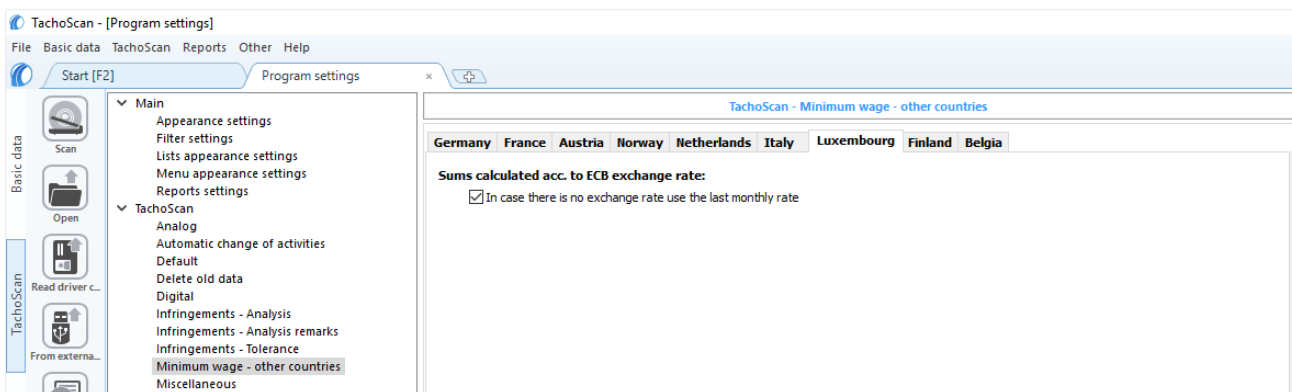 TachoScan - [Program settings]
File Basic data TachoScan Reports Other Help
Start [F2]
Program settings
Basic data
TachoScan
Scan
Open
Read driver c...
From externa...
Main
Appearance settings
Filter settings
Lists appearance settings
Menu appearance settings
Reports settings
TachoScan
Analog
Automatic change of activities
Default
Delete old data
Digital
Infringements - Analysis
Infringements - Analysis remarks
Infringements - Tolerance
Minimum wage - other countries
Miscellaneous
TachoScan - Minimum wage - other countries
Germany France Austria Norway Netherlands Italy Luxembourg Finland Belgia
Sums calculated acc. to ECB exchange rate:
In case there is no exchange rate use the last monthly rate